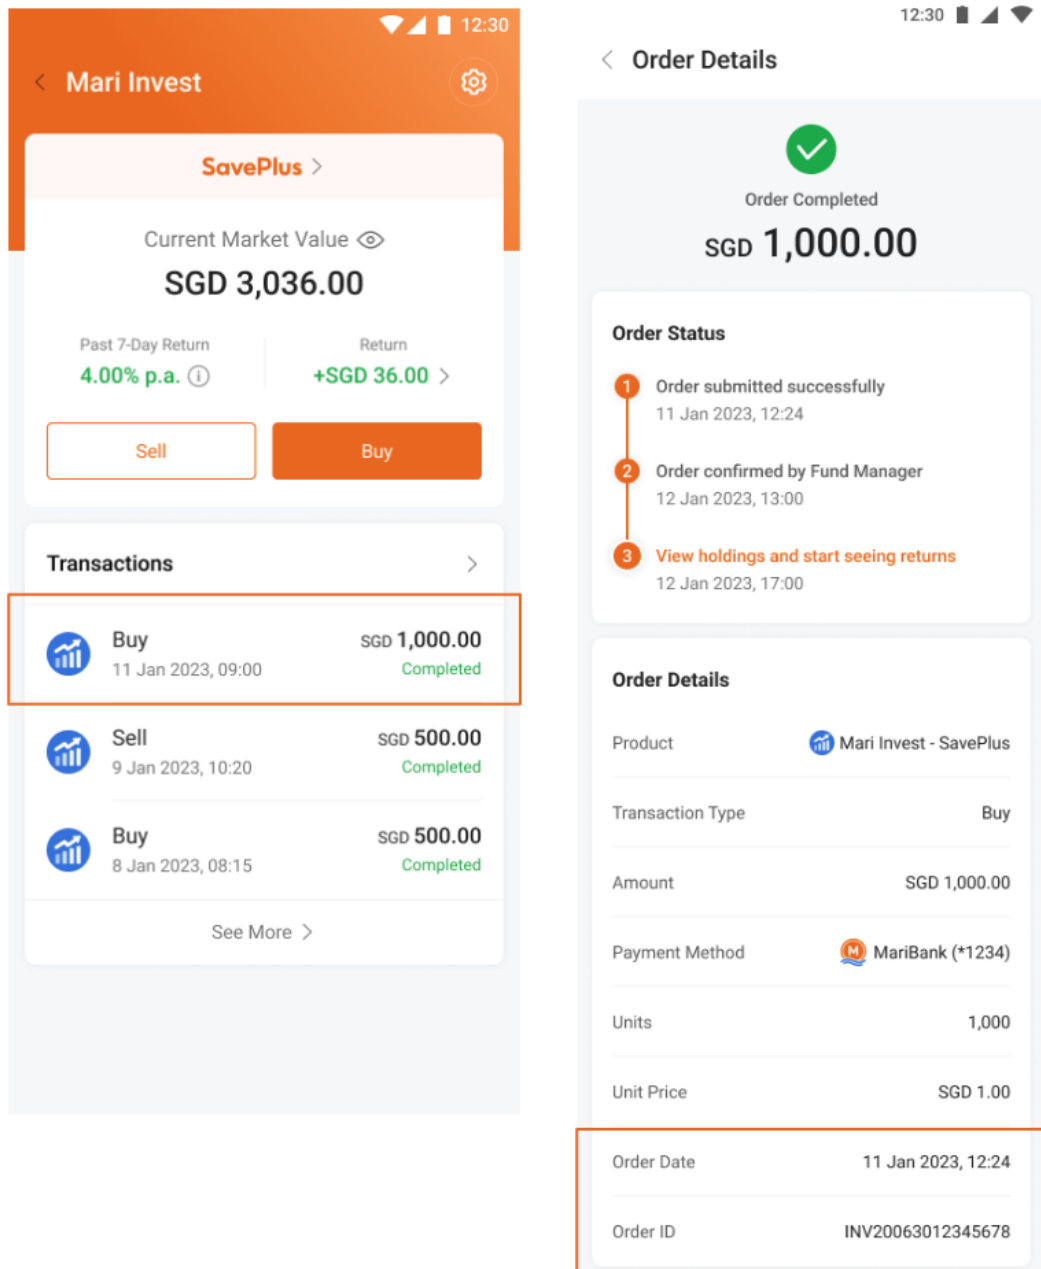 12:30
Mari Invest
SavePlus
Current Market Value
SGD 3,036.00
Past 7-Day Return
Return
4.00% p.a.
+SGD 36.00
Sell
Buy
Transactions
Buy
SGD 1,000.00
11 Jan 2023, 09:00
Completed
Sell
SGD 500.00
9 Jan 2023, 10:20
Completed
Buy
SGD 500.00
8 Jan 2023, 08:15
Completed
See More
12:30
Order Details
Order Completed
SGD 1,000.00
Order Status
1 Order submitted successfully
11 Jan 2023, 12:24
2 Order confirmed by Fund Manager
12 Jan 2023, 13:00
3 View holdings and start seeing returns
12 Jan 2023, 17:00
Order Details
Product Mari Invest - SavePlus
Transaction Type Buy
Amount SGD 1,000.00
Payment Method M MariBank (*1234)
Units 1,000
Unit Price SGD 1.00
Order Date 11 Jan 2023, 12:24
Order ID INV20063012345678